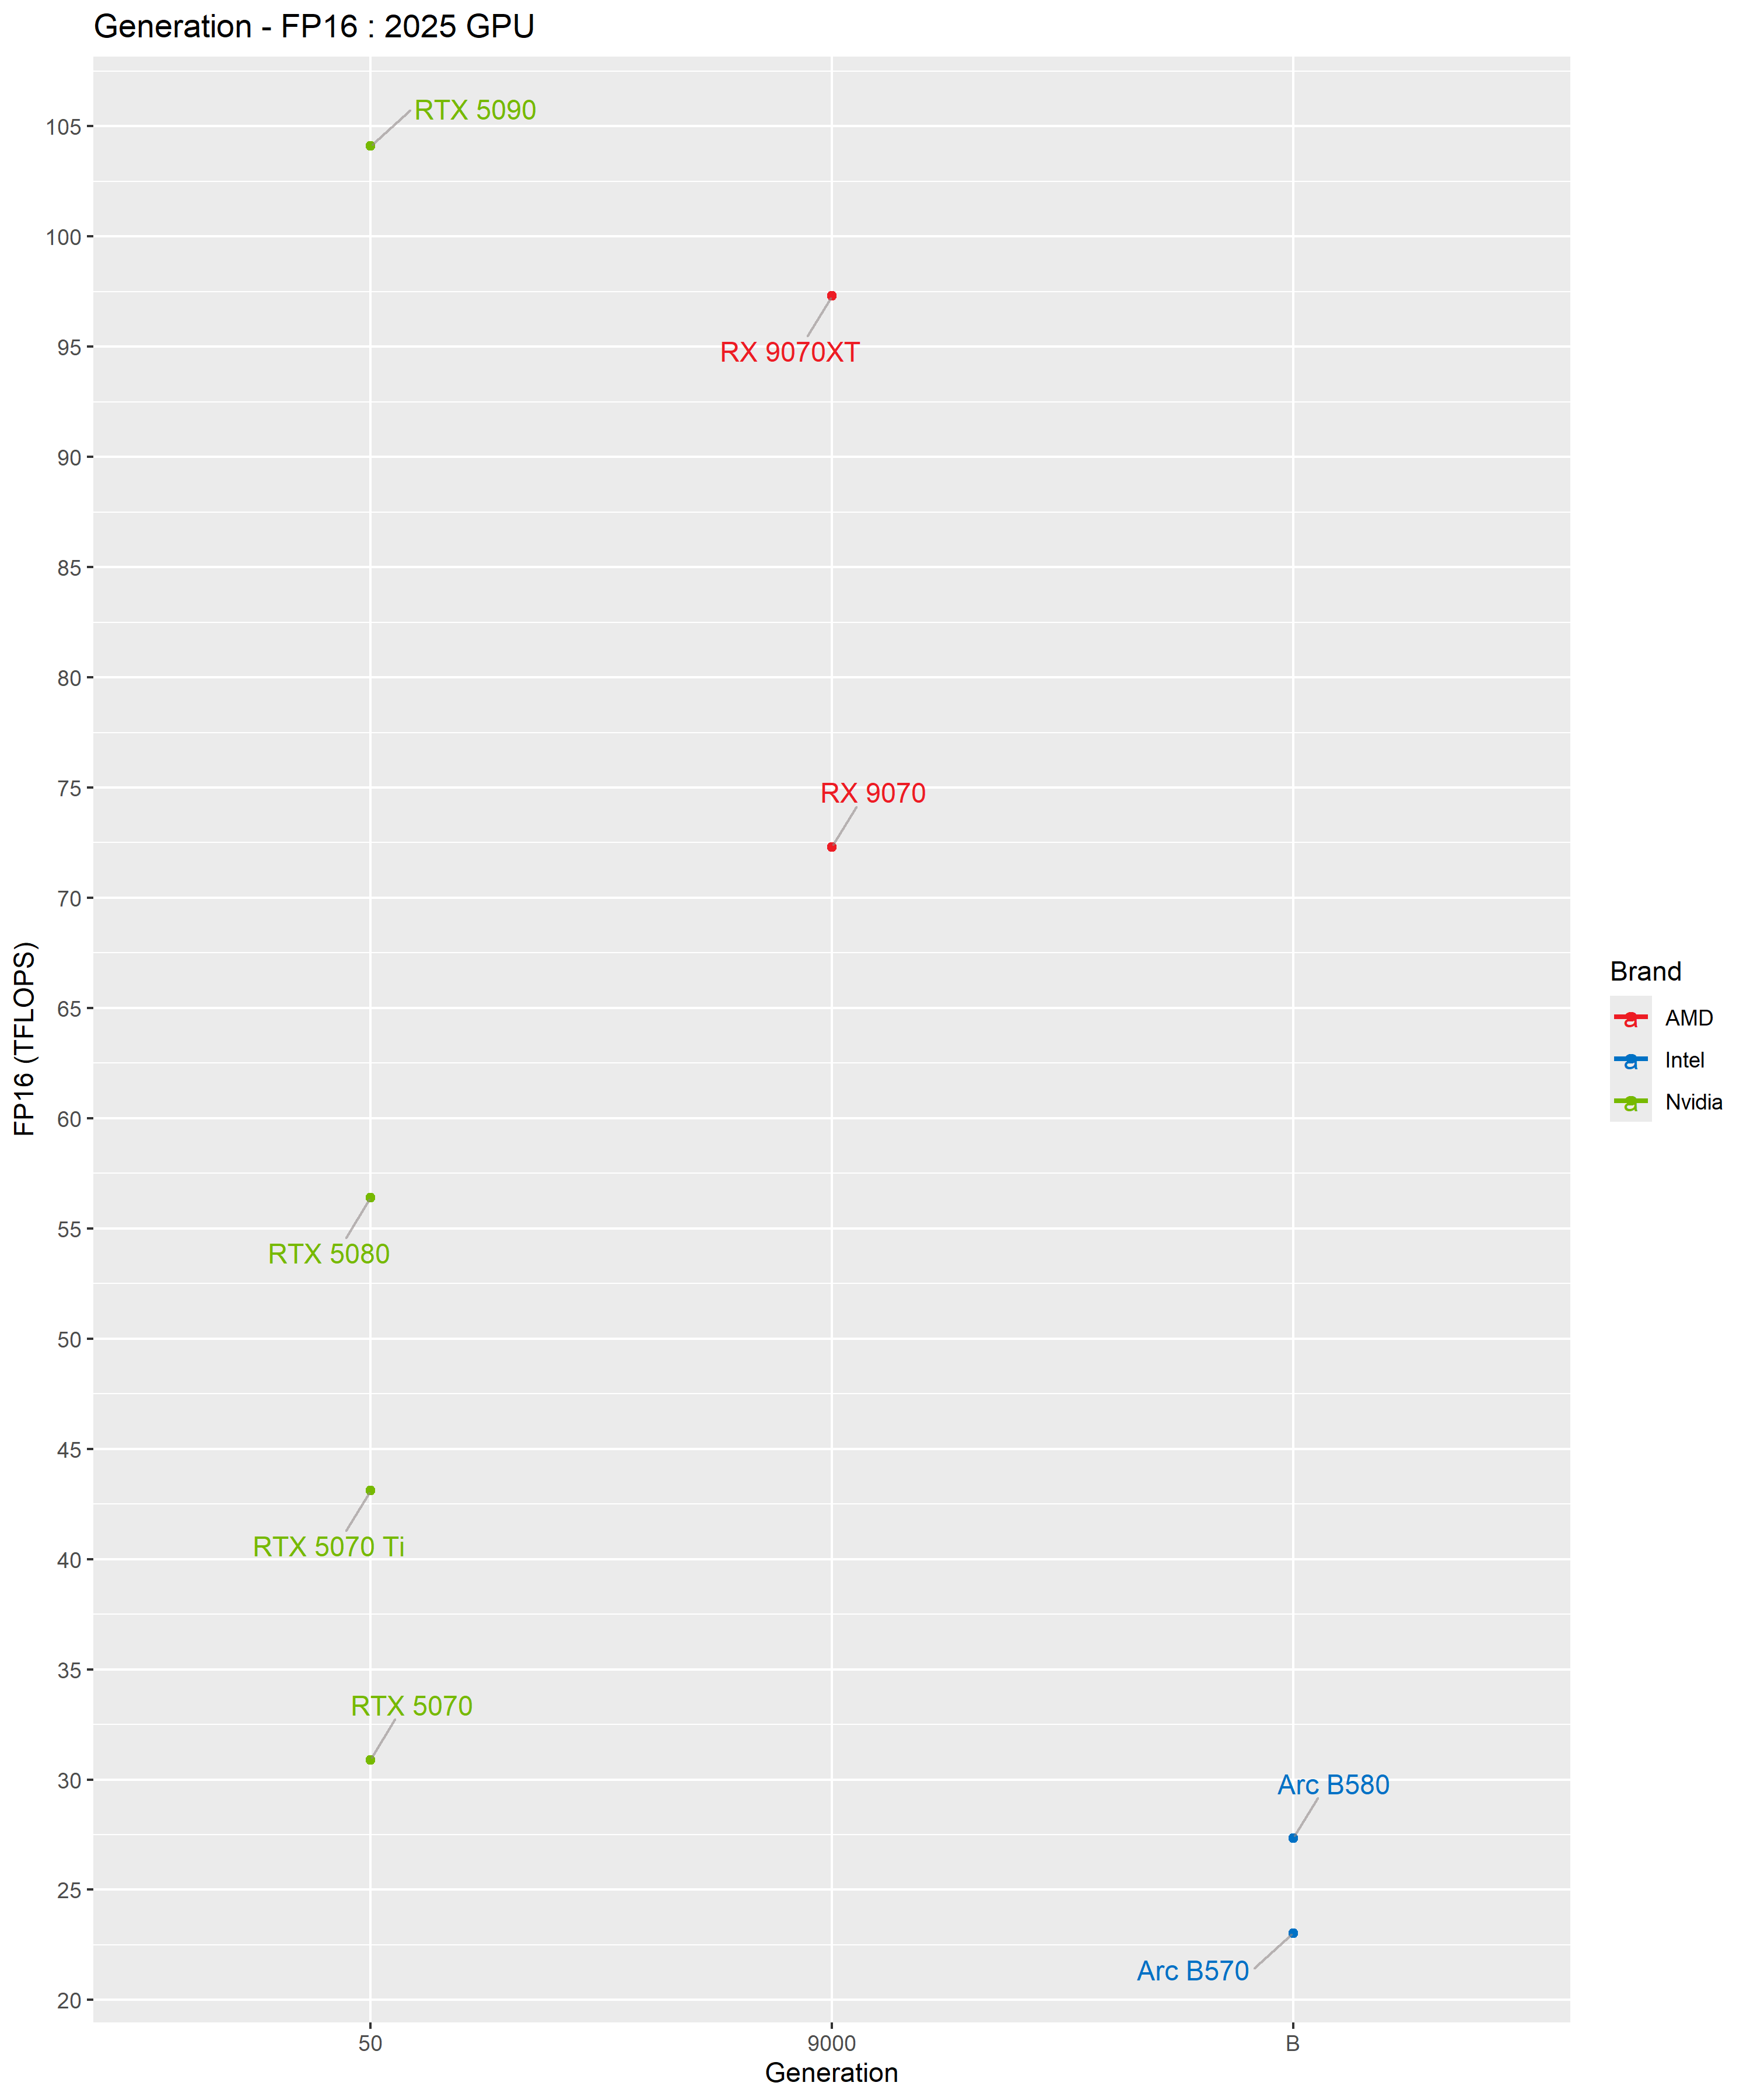 Generation - FP16 : 2025 GPU
FP16 (TFLOPS)
105
100
95
90
85
80
75
70
65
60
55
50
45
40
35
30
25
20
RTX 5090
RX 9070XT
RX 9070
RTX 5080
RTX 5070 Ti
RTX 5070
Arc B580
Arc B570
50
9000
B
Generation
Brand
a AMD
a Intel
a Nvidia